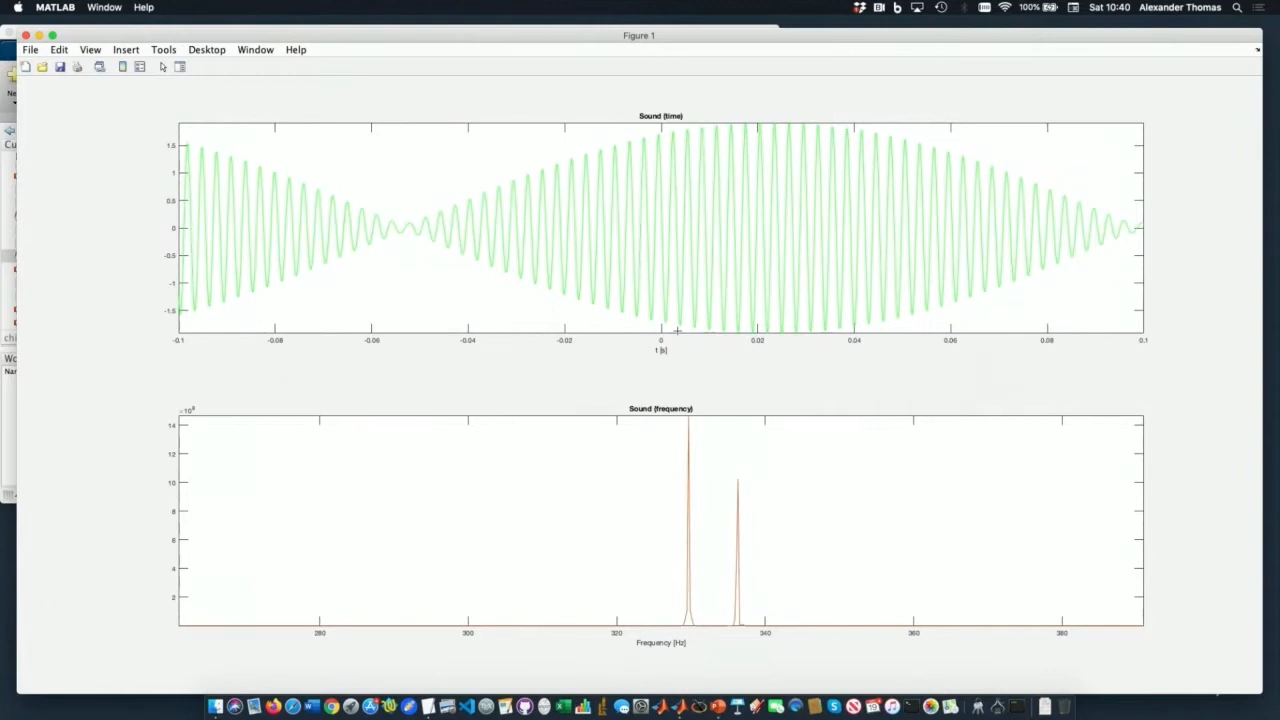 MATLAB Window Help
100% Sat 10:40 Alexander Thomas
Figure 1
File Edit View Insert Tools Desktop Window Help
Sound (time)
1.5
1
0.5
0
-0.5
-1
-1.5
-0.1 -0.08 -0.06 -0.04 -0.02 0 0.02 0.04 0.06 0.08 0.1
t [s]
Sound (frequency)
14
12
10
8
6
4
2
280 300 320 340 360 380
Frequency [Hz]